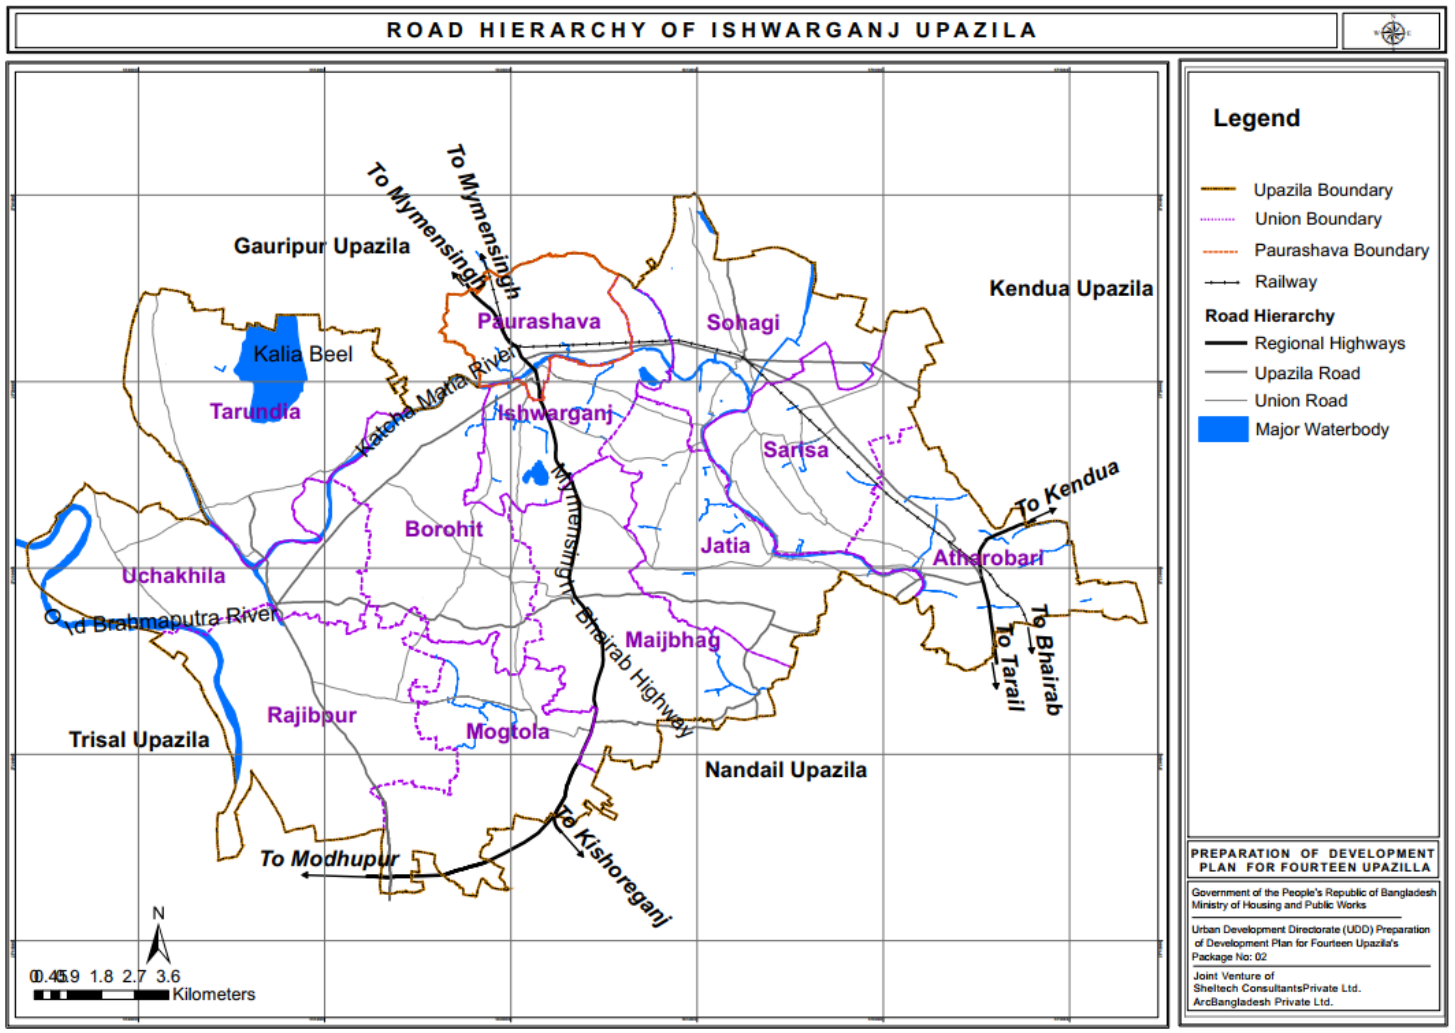 ROAD HIERARCHY OF ISHWARGANJ UPAZILA
N
W
E
S
To Mymensingh
To Mymensingh
Gauripur Upazila
Kendua Upazila
Paurashava
Sohagi
Kalia Beel
Tarundia
Katcha Matia River
Ishwarganj
Sarisa
To Kendua
Borohit
Mymensingh - Bhairab Highway
Jatia
Atharobari
Uchakhila
Old Brahmaputra River
Maijbhag
To Bhairab
To Tarail
Rajibpur
Mogtola
Trisal Upazila
Nandail Upazila
To Modhupur
To Kishoreganj
N
0 0.45 0.9 1.8 2.7 3.6
Kilometers
Legend
Upazila Boundary
Union Boundary
Paurashava Boundary
Railway
Road Hierarchy
Regional Highways
Upazila Road
Union Road
Major Waterbody
PREPARATION OF DEVELOPMENT
PLAN FOR FOURTEEN UPAZILLA
Government of the People's Republic of Bangladesh
Ministry of Housing and Public Works
Urban Development Directorate (UDD) Preparation
of Development Plan for Fourteen Upazila's
Package No: 02
Joint Venture of
Sheltech ConsultantsPrivate Ltd.
ArcBangladesh Private Ltd.